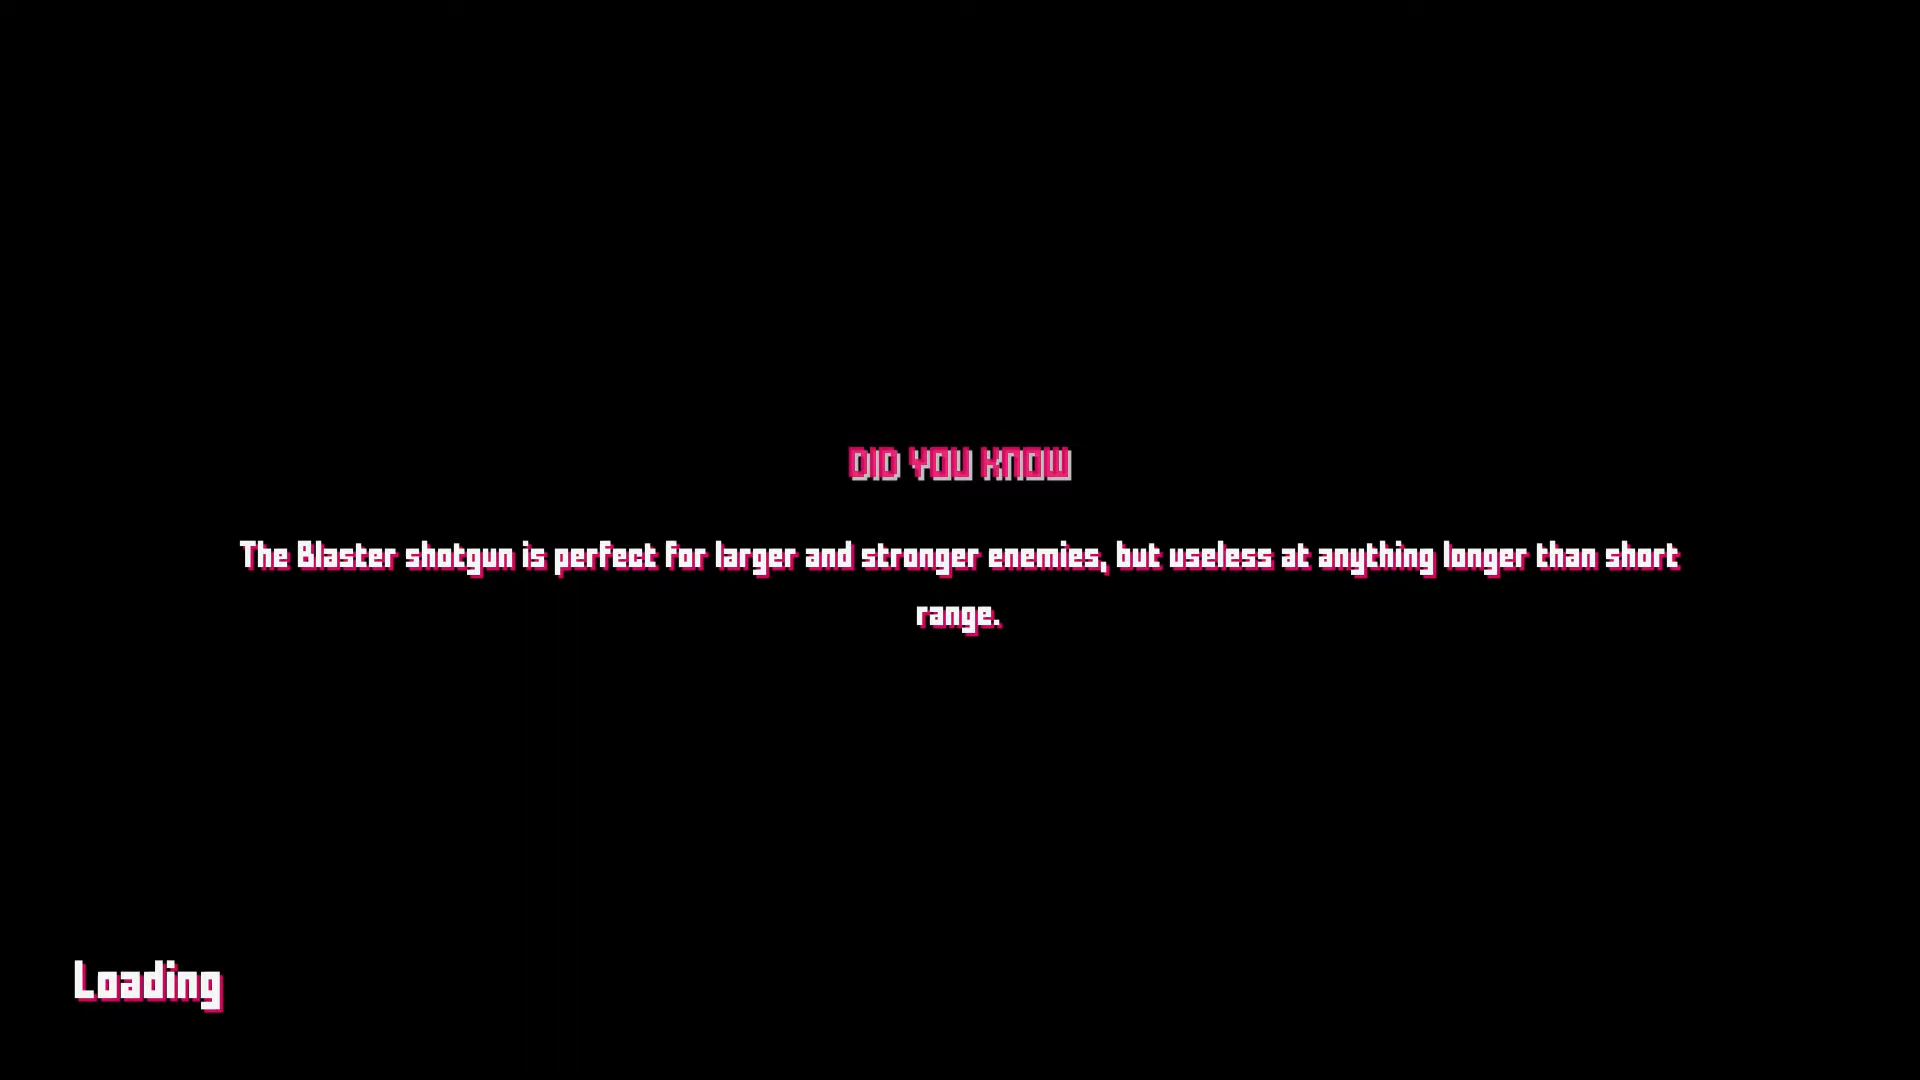 DID YOU KNOW
The Blaster shotgun is perfect for larger and stronger enemies, but useless at anything longer than short
range.
Loading